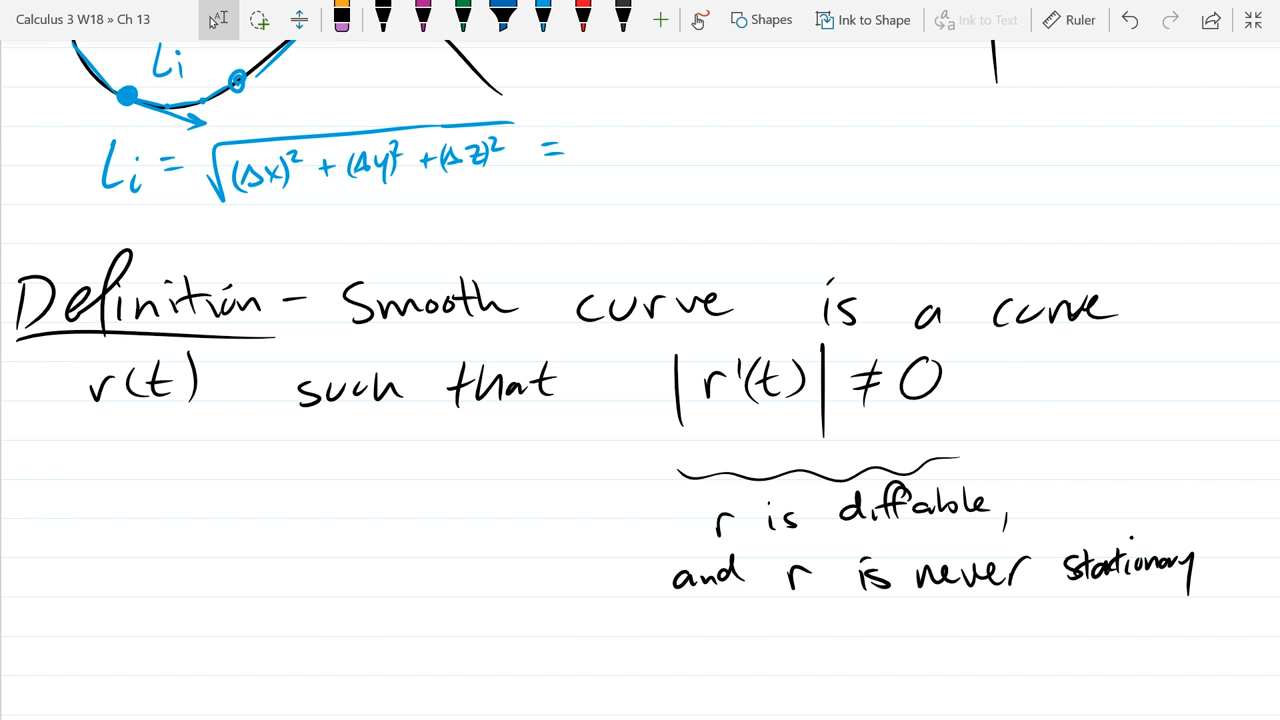 Calculus 3 W18 » Ch 13
Shapes
Ink to Shape
Ink to Text
Ruler
Li
Li = √(Δx)² + (Δy)² + (Δz)² =
Definition - Smooth curve is a curve
r(t) such that |r'(t)| ≠ 0
r is diffable,
and r is never stationary